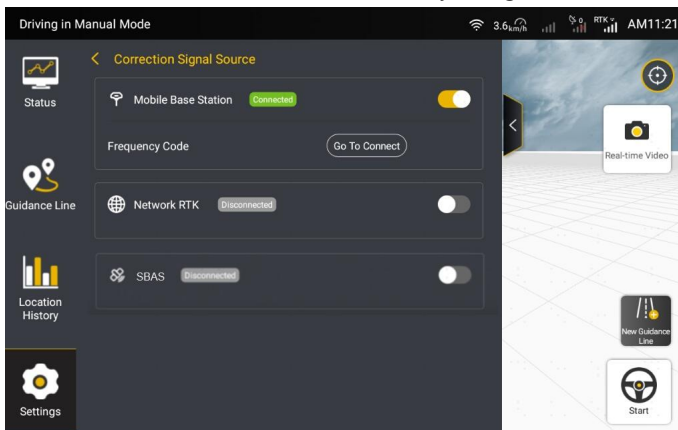 Driving in Manual Mode
3.6km/h
0
RTK
AM11:21
Status
Guidance Line
Location
History
Settings
Correction Signal Source
Mobile Base Station
Connected
Frequency Code
Go To Connect
Network RTK
Disconnected
SBAS
Disconnected
Real-time Video
New Guidance
Line
Start